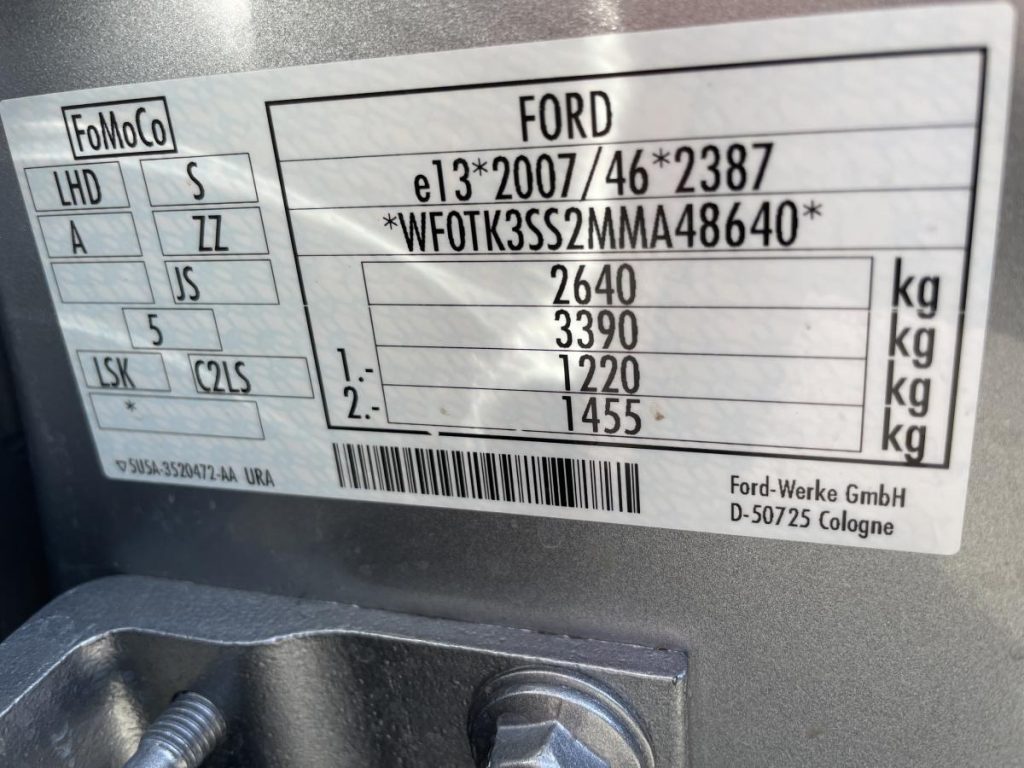 FoMoCo
LHD S
A ZZ
JS
5
LSK C2LS
*
FORD
e13*2007/46*2387
*WF0TK3SS2MMA48640*
2640 kg
3390 kg
1.- 1220 kg
2.- 1455 kg
SU5A-3520472-AA URA
Ford-Werke GmbH
D-50725 Cologne